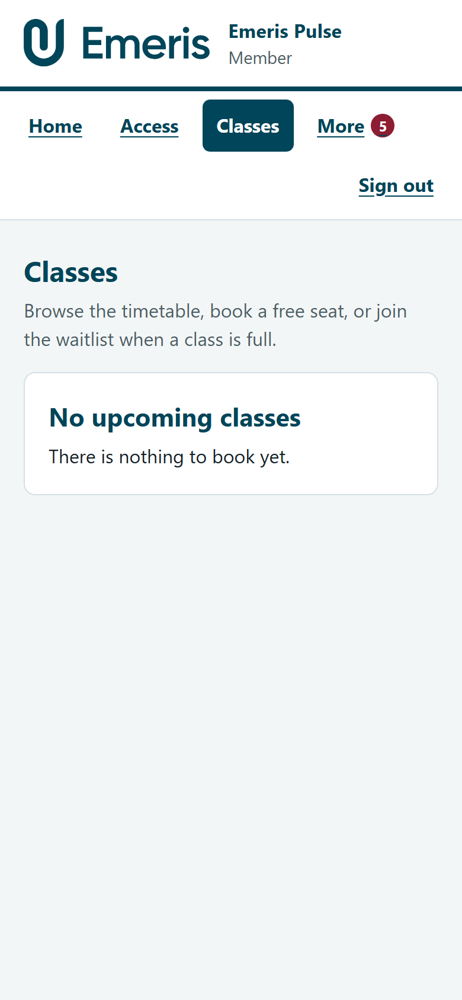 Emeris
Emeris Pulse
Member
Home
Access
Classes
More 5
Sign out
Classes
Browse the timetable, book a free seat, or join
the waitlist when a class is full.
No upcoming classes
There is nothing to book yet.